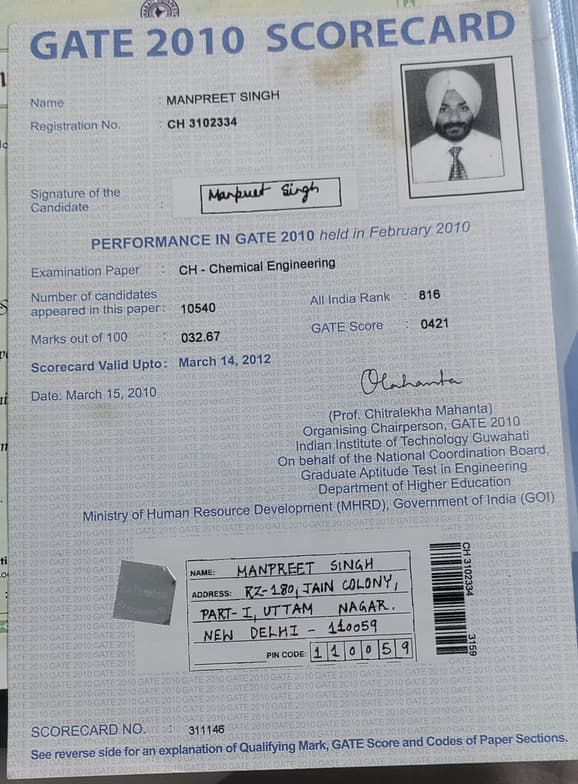 GATE 2010 SCORECARD
Name : MANPREET SINGH
Registration No. : CH 3102334
Signature of the
Candidate :
Manpreet Singh
PERFORMANCE IN GATE 2010 held in February 2010
Examination Paper : CH - Chemical Engineering
Number of candidates
appeared in this paper : 10540
All India Rank : 816
Marks out of 100 : 032.67
GATE Score : 0421
Scorecard Valid Upto : March 14, 2012
Date: March 15, 2010
(Prof. Chitralekha Mahanta)
Organising Chairperson, GATE 2010
Indian Institute of Technology Guwahati
On behalf of the National Coordination Board,
Graduate Aptitude Test in Engineering
Department of Higher Education
Ministry of Human Resource Development (MHRD), Government of India (GOI)
NAME: MANPREET SINGH
ADDRESS: RZ-180, JAIN COLONY,
PART-I, UTTAM NAGAR.
NEW DELHI - 110059
PIN CODE: 110059
CH 3102334
3159
SCORECARD NO. : 311146
See reverse side for an explanation of Qualifying Mark, GATE Score and Codes of Paper Sections.